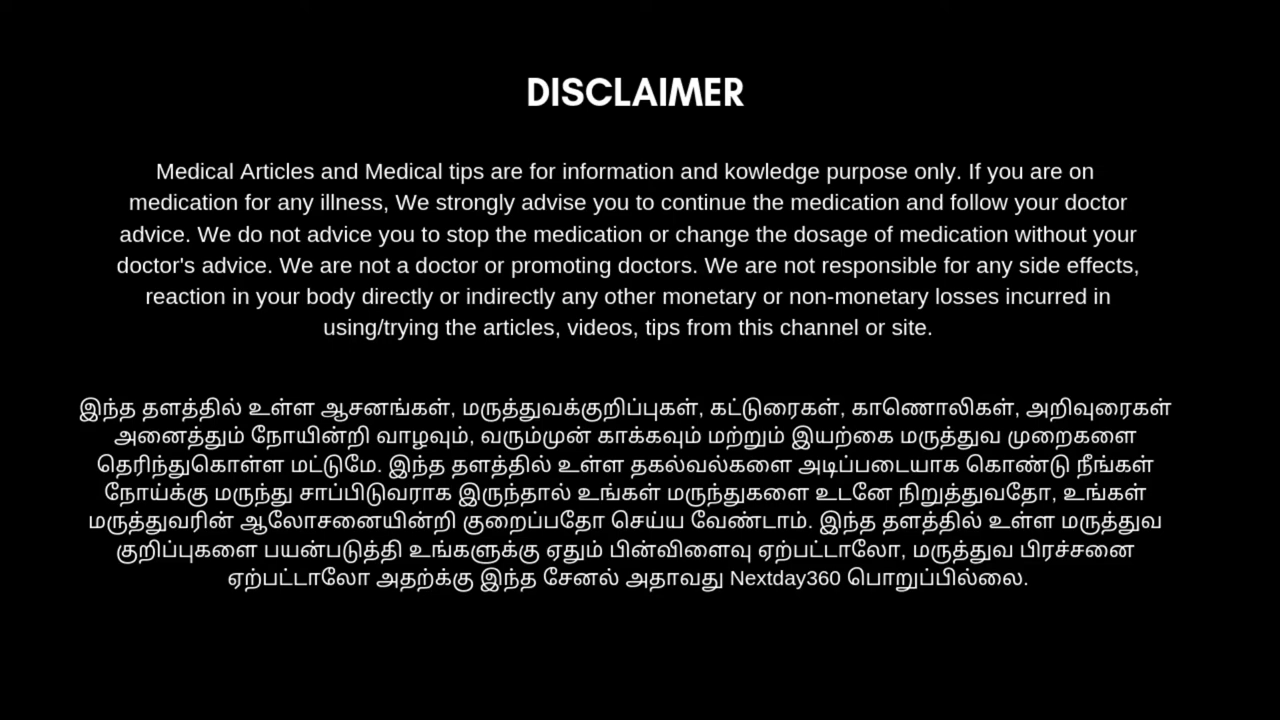 DISCLAIMER
Medical Articles and Medical tips are for information and kowledge purpose only. If you are on
medication for any illness, We strongly advise you to continue the medication and follow your doctor
advice. We do not advice you to stop the medication or change the dosage of medication without your
doctor's advice. We are not a doctor or promoting doctors. We are not responsible for any side effects,
reaction in your body directly or indirectly any other monetary or non-monetary losses incurred in
using/trying the articles, videos, tips from this channel or site.
இந்த தளத்தில் உள்ள ஆசனங்கள், மருத்துவக்குறிப்புகள், கட்டுரைகள், காணொலிகள், அறிவுரைகள்
அனைத்தும் நோயின்றி வாழவும், வரும்முன் காக்கவும் மற்றும் இயற்கை மருத்துவ முறைகளை
தெரிந்துகொள்ள மட்டுமே. இந்த தளத்தில் உள்ள தகல்வல்களை அடிப்படையாக கொண்டு நீங்கள்
நோய்க்கு மருந்து சாப்பிடுவராக இருந்தால் உங்கள் மருந்துகளை உடனே நிறுத்துவதோ, உங்கள்
மருத்துவரின் ஆலோசனையின்றி குறைப்பதோ செய்ய வேண்டாம். இந்த தளத்தில் உள்ள மருத்துவ
குறிப்புகளை பயன்படுத்தி உங்களுக்கு ஏதும் பின்விளைவு ஏற்பட்டாலோ, மருத்துவ பிரச்சனை
ஏற்பட்டாலோ அதற்க்கு இந்த சேனல் அதாவது Nextday360 பொறுப்பில்லை.